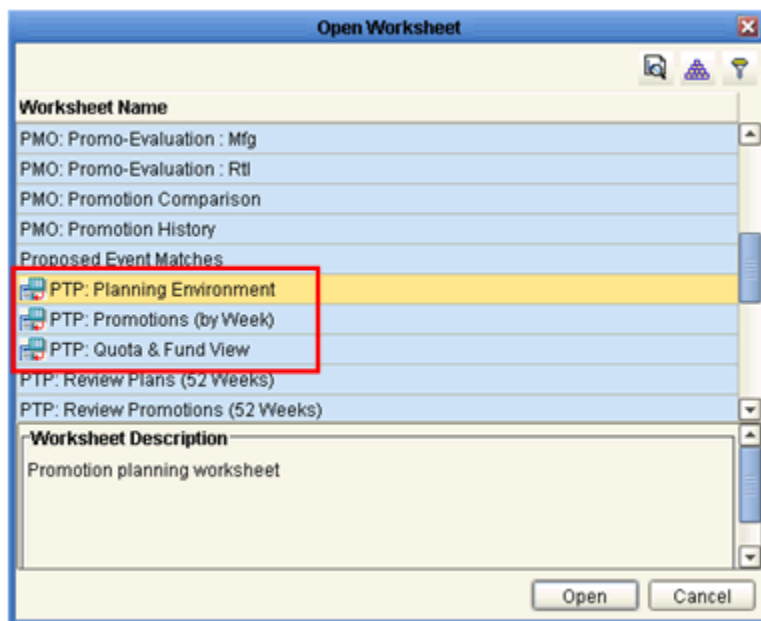 Open Worksheet
Worksheet Name
PMO: Promo-Evaluation : Mfg
PMO: Promo-Evaluation : Rtl
PMO: Promotion Comparison
PMO: Promotion History
Proposed Event Matches
PTP: Planning Environment
PTP: Promotions (by Week)
PTP: Quota & Fund View
PTP: Review Plans (52 Weeks)
PTP: Review Promotions (52 Weeks)
Worksheet Description
Promotion planning worksheet
Open Cancel